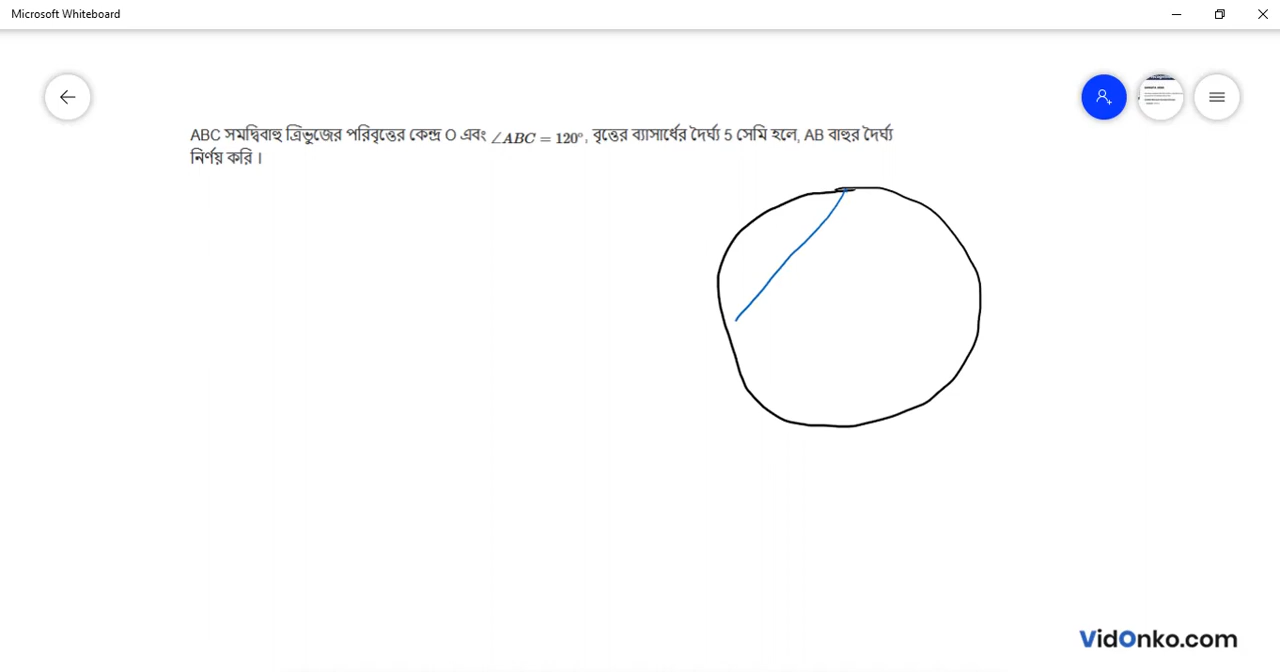 Microsoft Whiteboard
ABC সমদ্বিবাহু ত্রিভুজের পরিবৃত্তের কেন্দ্র O এবং ∠ABC = 120°, বৃত্তের ব্যাসার্ধের দৈর্ঘ্য 5 সেমি হলে, AB বাহুর দৈর্ঘ্য
নির্ণয় করি ।
VidOnko.com